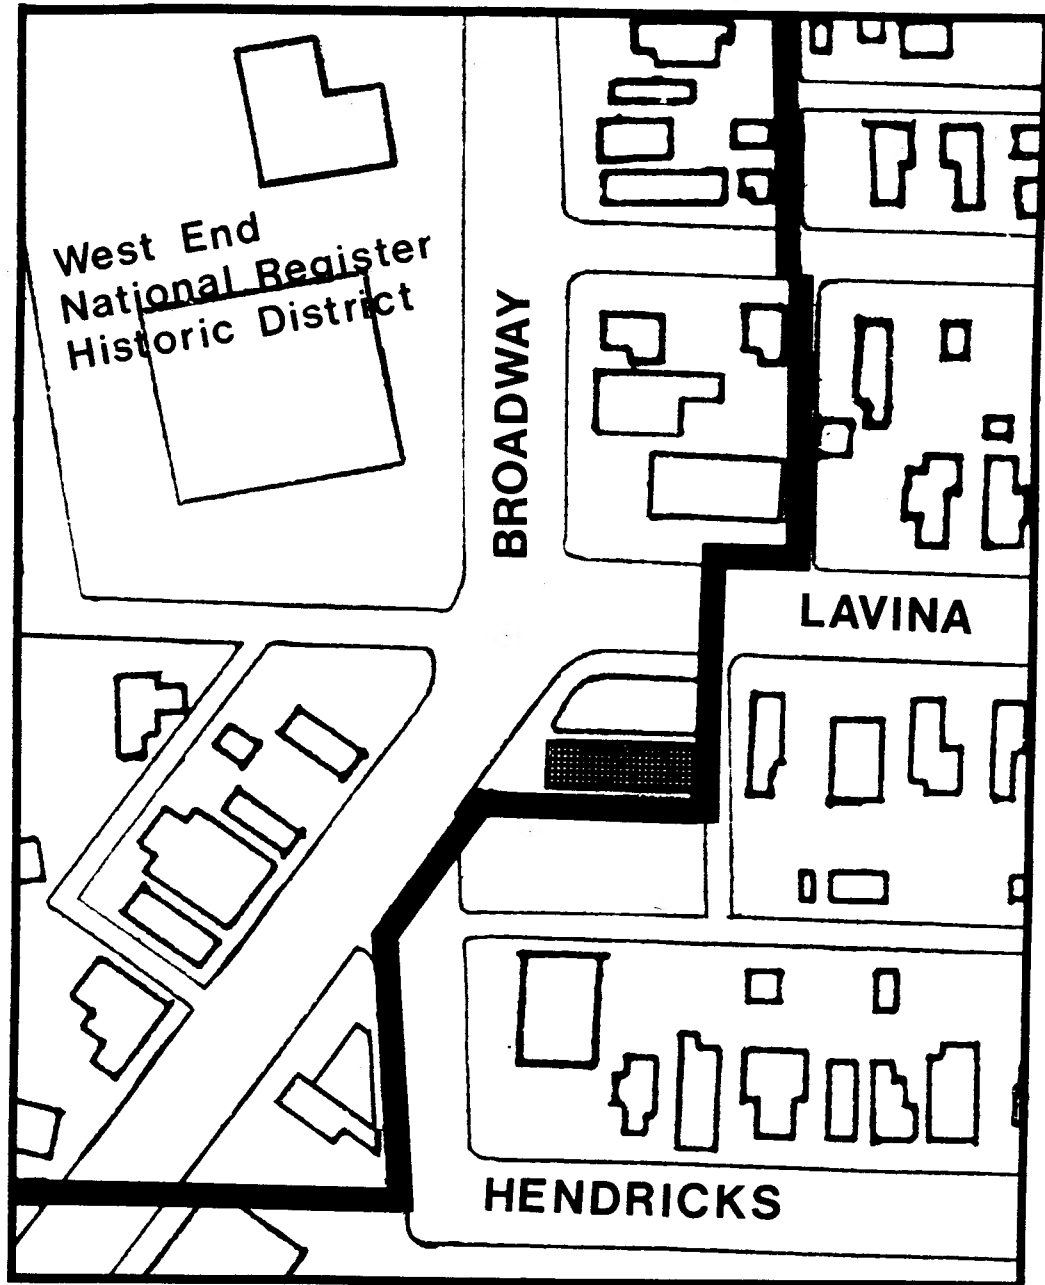 West End
National Register
Historic District
BROADWAY
LAVINA
HENDRICKS